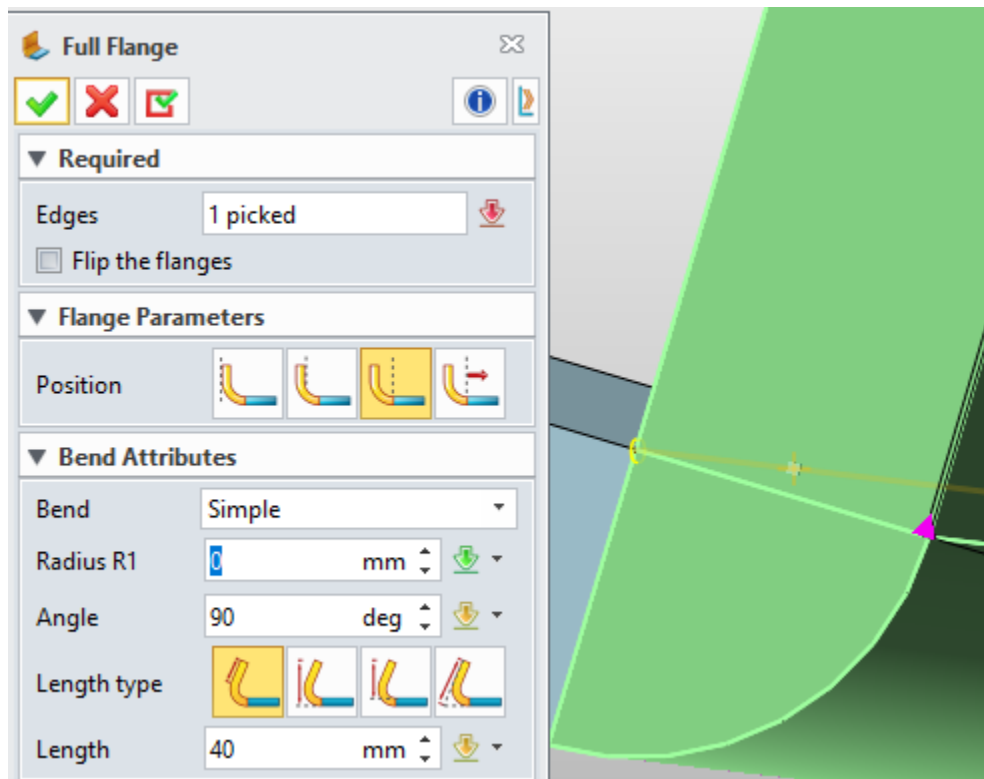 Full Flange
Required
Edges 1 picked
Flip the flanges
Flange Parameters
Position
Bend Attributes
Bend Simple
Radius R1 0 mm
Angle 90 deg
Length type
Length 40 mm